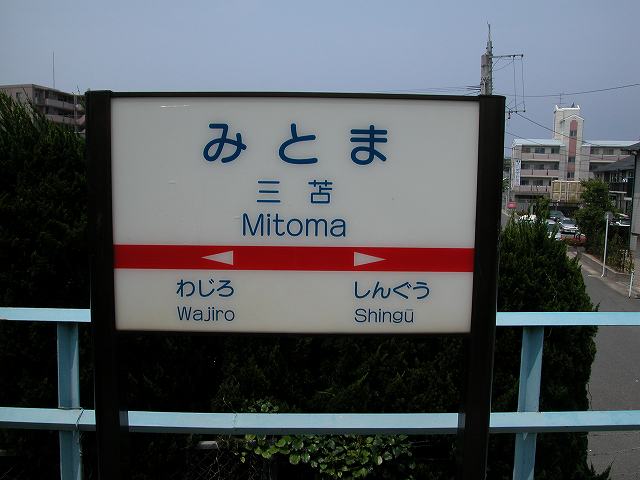 みとま
三苫
Mitoma
わじろ しんぐう
Wajiro Shingū